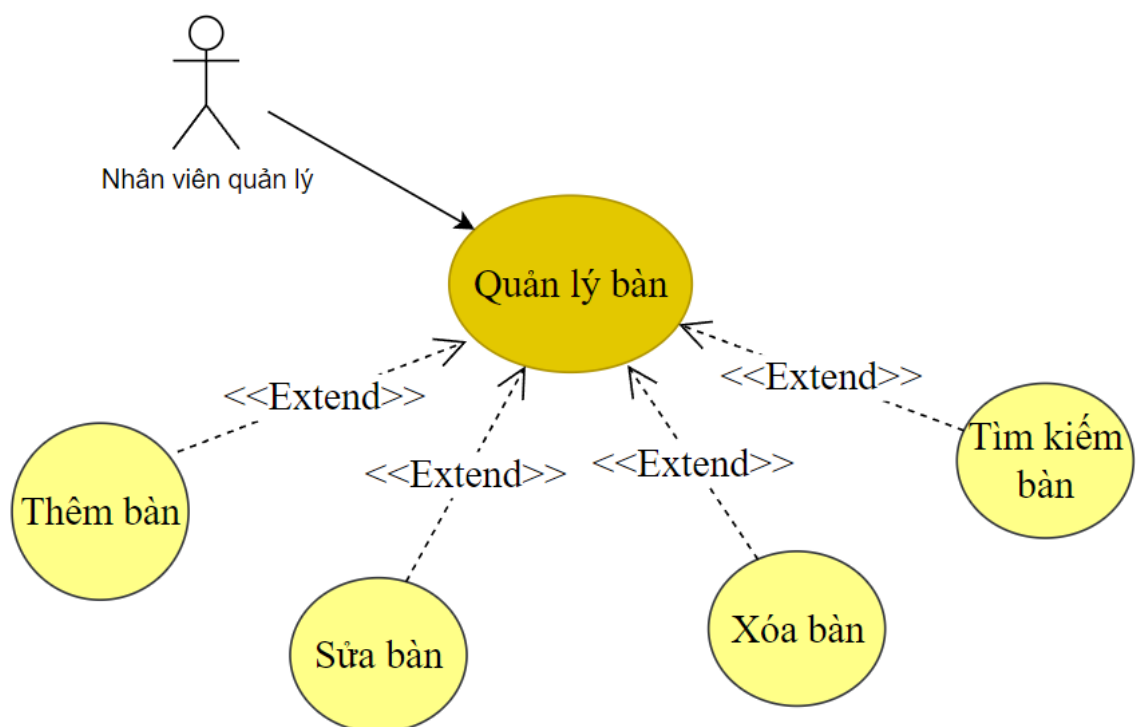 Nhân viên quản lý
Quản lý bàn
<<Extend>>
<<Extend>>
<<Extend>>
<<Extend>>
Tìm kiếm
bàn
Thêm bàn
Sửa bàn
Xóa bàn